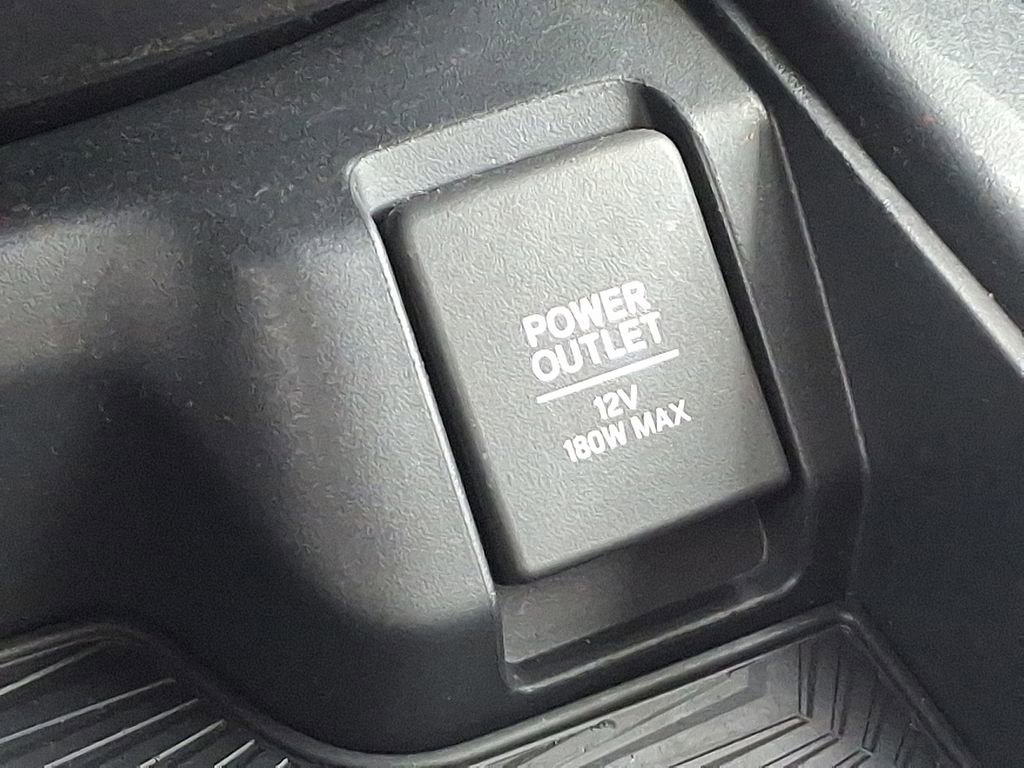 POWER
OUTLET
12V
180W MAX